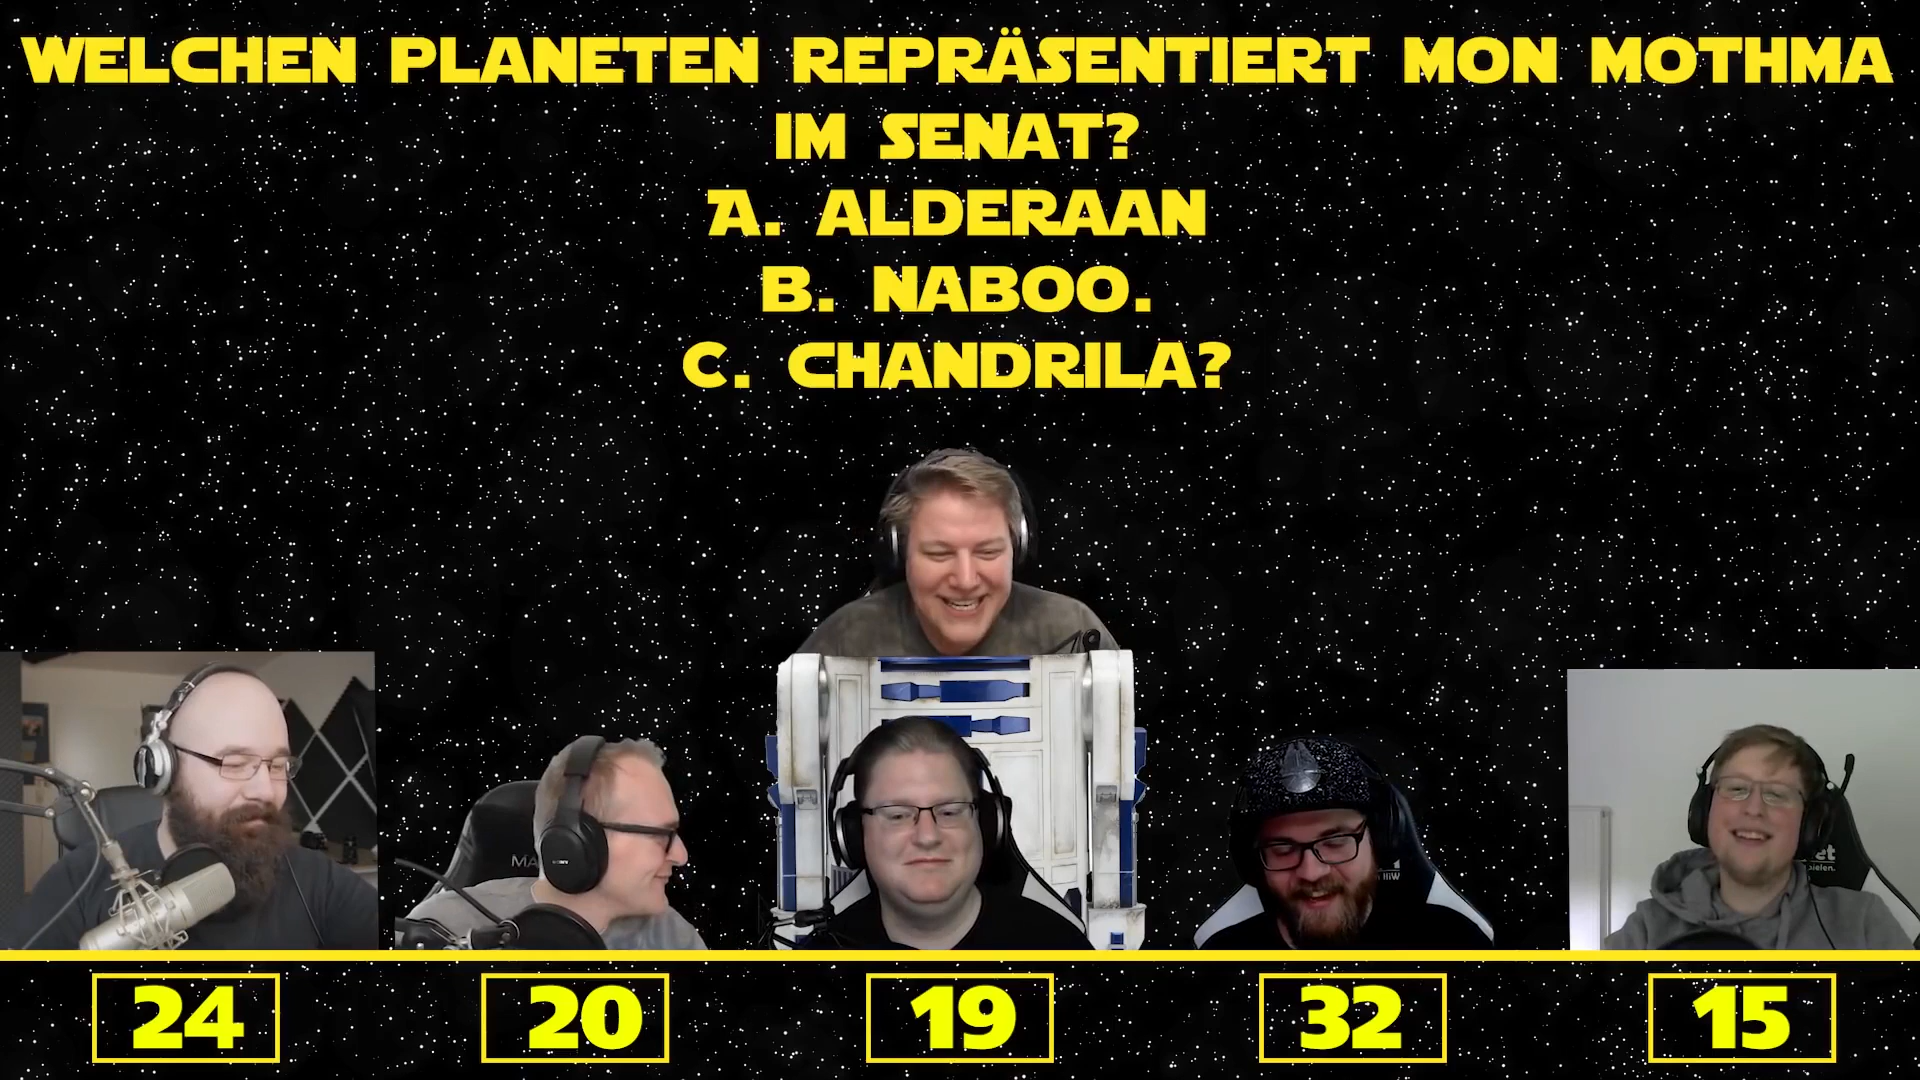 WELCHEN PLANETEN REPRÄSENTIERT MON MOTHMA
IM SENAT?
A. ALDERAAN
B. NABOO.
C. CHANDRILA?
24
20
19
32
15